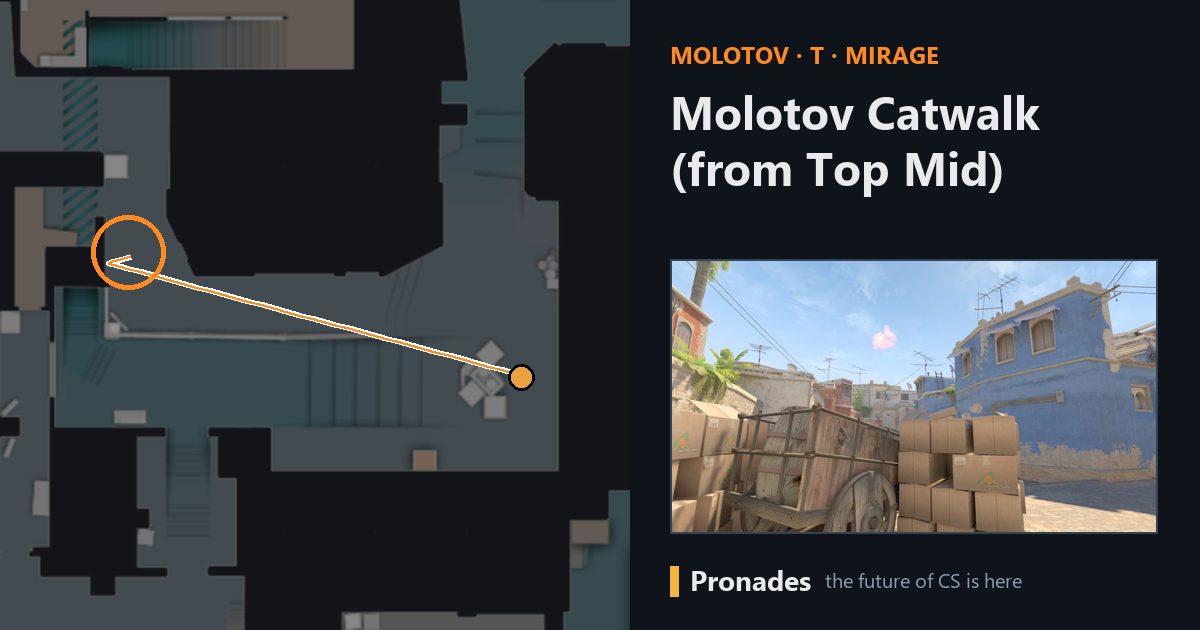 MOLOTOV · T · MIRAGE
Molotov Catwalk
(from Top Mid)
Pronades the future of CS is here